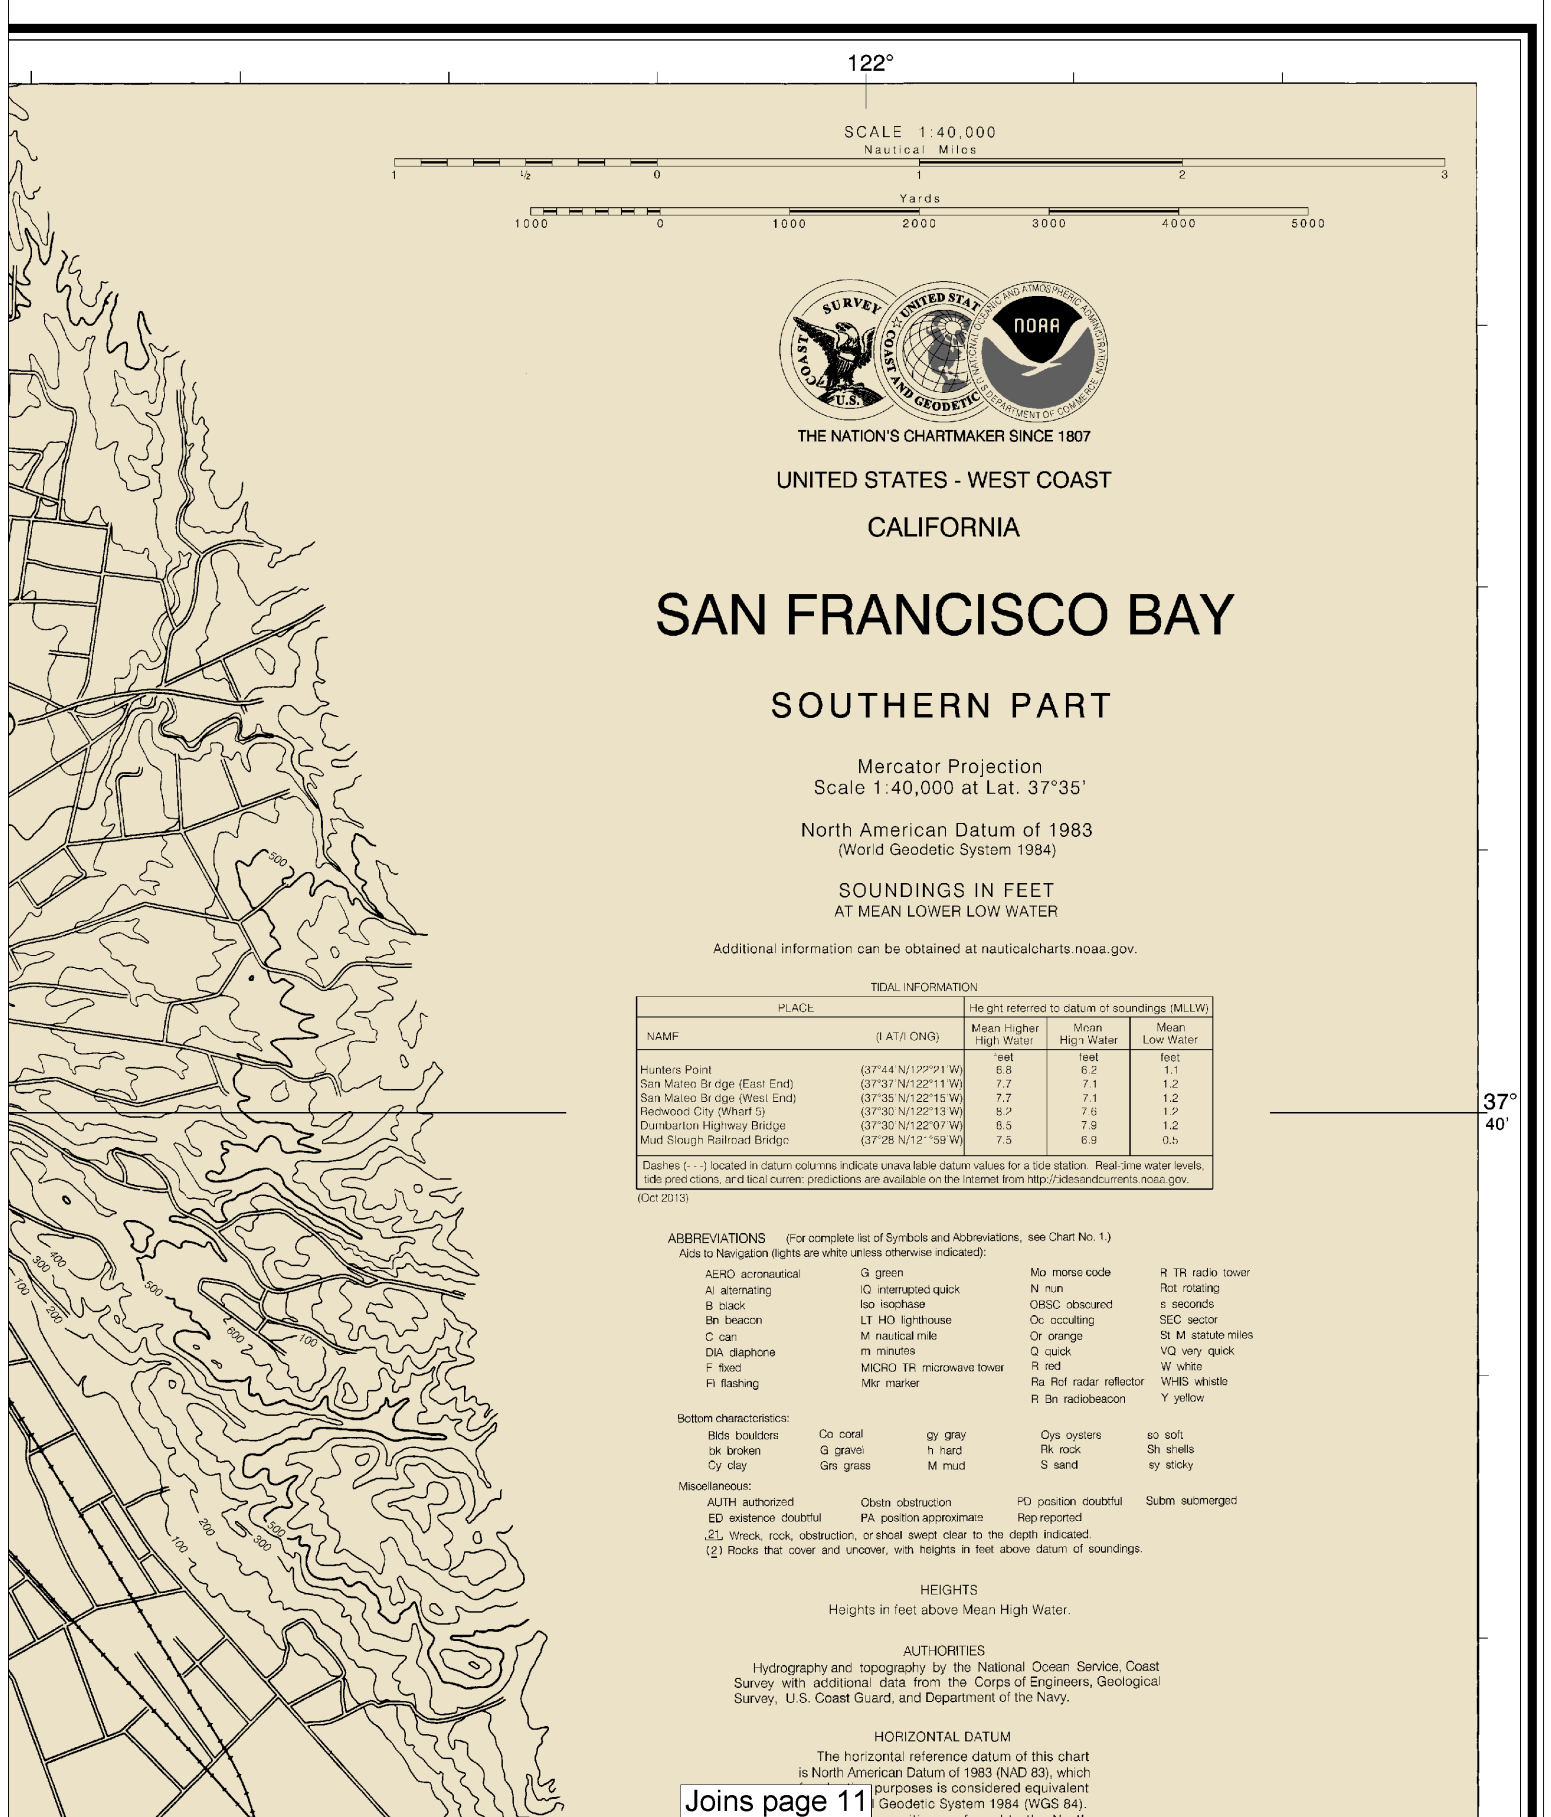 122°
SCALE 1:40,000
Nautical Miles
1 1/2 0 1 2 3
Yards
1000 0 1000 2000 3000 4000 5000
COAST SURVEY U.S.
UNITED STAT
COAST AND GEODETIC
NATIONAL OCEANIC AND ATMOSPHERIC ADMINISTRATION
U.S. DEPARTMENT OF COMMERCE
NOAA
THE NATION'S CHARTMAKER SINCE 1807
UNITED STATES - WEST COAST
CALIFORNIA
SAN FRANCISCO BAY
SOUTHERN PART
Mercator Projection
Scale 1:40,000 at Lat. 37°35'
North American Datum of 1983
(World Geodetic System 1984)
SOUNDINGS IN FEET
AT MEAN LOWER LOW WATER
Additional information can be obtained at nauticalcharts.noaa.gov.
TIDAL INFORMATION
PLACE Height referred to datum of soundings (MLLW)
NAME (LAT/LONG) Mean Higher High Water Mean High Water Mean Low Water
feet feet feet
Hunters Point (37°44'N/122°21'W) 6.8 6.2 1.1
San Mateo Bridge (East End) (37°37'N/122°11'W) 7.7 7.1 1.2
San Mateo Bridge (West End) (37°35'N/122°15'W) 7.7 7.1 1.2
Redwood City (Wharf 5) (37°30'N/122°13'W) 8.2 7.6 1.2
Dumbarton Highway Bridge (37°30'N/122°07'W) 8.5 7.9 1.2
Mud Slough Railroad Bridge (37°28'N/121°59'W) 7.5 6.9 0.5
Dashes (- - -) located in datum columns indicate unavailable datum values for a tide station. Real-time water levels,
tide predictions, and tidal current predictions are available on the Internet from http://tidesandcurrents.noaa.gov.
(Oct 2013)
37°
40'
ABBREVIATIONS (For complete list of Symbols and Abbreviations, see Chart No. 1.)
Aids to Navigation (lights are white unless otherwise indicated):
AERO aeronautical G green Mo morse code R TR radio tower
Al alternating IQ interrupted quick N nun Rot rotating
B black Iso isophase OBSC obscured s seconds
Bn beacon LT HO lighthouse Oc occulting SEC sector
C can M nautical mile Or orange St M statute miles
DIA diaphone m minutes Q quick VQ very quick
F fixed MICRO TR microwave tower R red W white
Fl flashing Mkr marker Ra Ref radar reflector WHIS whistle
R Bn radiobeacon Y yellow
Bottom characteristics:
Blds boulders Co coral gy gray Oys oysters so soft
bk broken G gravel h hard Rk rock Sh shells
Cy clay Grs grass M mud S sand sy sticky
Miscellaneous:
AUTH authorized Obstn obstruction PD position doubtful Subm submerged
ED existence doubtful PA position approximate Rep reported
21 Wreck, rock, obstruction, or shoal swept clear to the depth indicated.
(2) Rocks that cover and uncover, with heights in feet above datum of soundings.
HEIGHTS
Heights in feet above Mean High Water.
AUTHORITIES
Hydrography and topography by the National Ocean Service, Coast
Survey with additional data from the Corps of Engineers, Geological
Survey, U.S. Coast Guard, and Department of the Navy.
HORIZONTAL DATUM
The horizontal reference datum of this chart
is North American Datum of 1983 (NAD 83), which
purposes is considered equivalent
Geodetic System 1984 (WGS 84).
Joins page 11
500
400
300
100
200
500
600
100
200
100
500
300